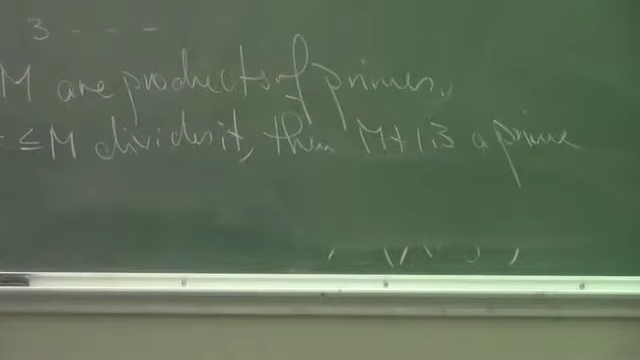 3 - - - -
M are products of primes.
≤ M divides it, then M+1 is a prime